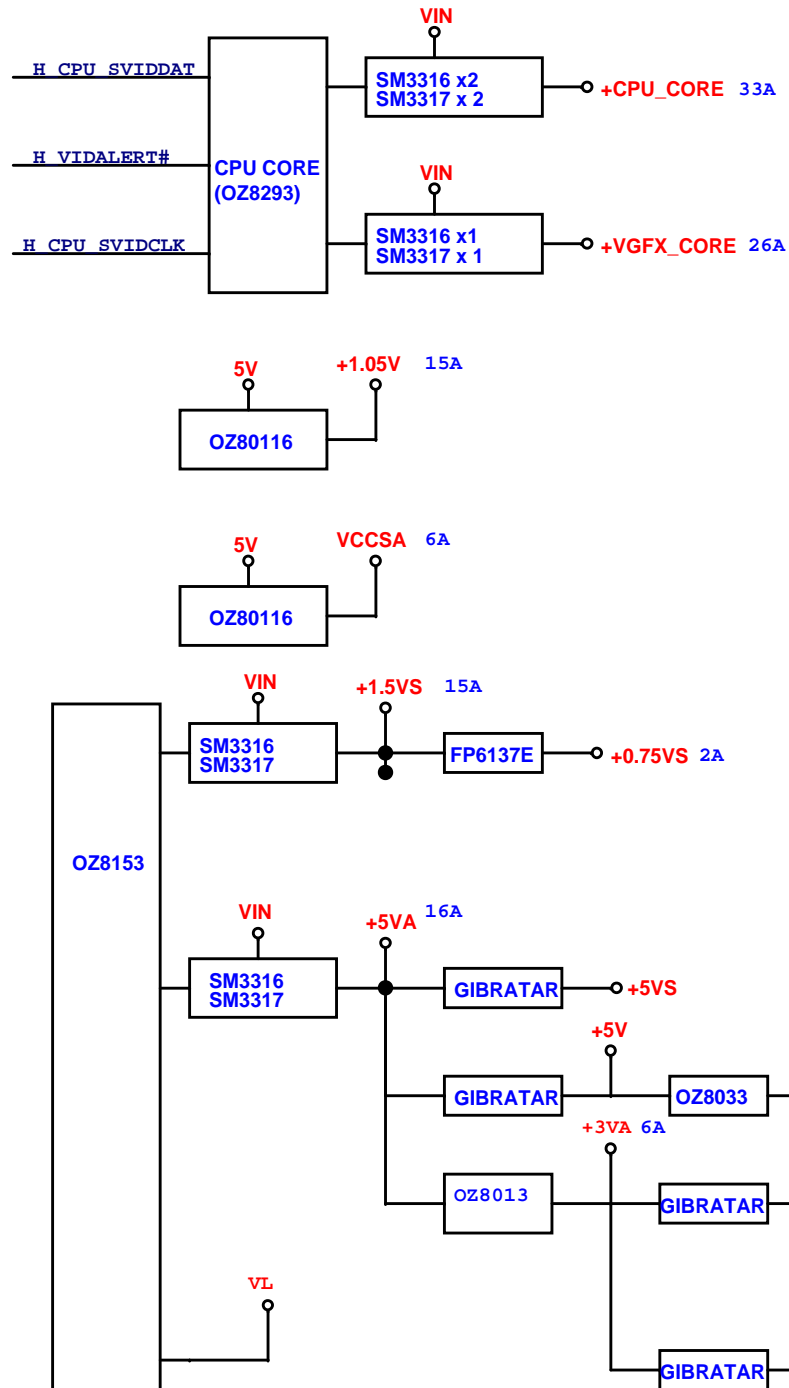 VIN
H_CPU_SVIDDAT
SM3316 x2
SM3317 x 2
+CPU_CORE 33A
H_VIDALERT#
CPU CORE
(OZ8293)
VIN
H_CPU_SVIDCLK
SM3316 x1
SM3317 x 1
+VGFX_CORE 26A
5V
+1.05V 15A
OZ80116
5V
VCCSA 6A
OZ80116
VIN
+1.5VS 15A
SM3316
SM3317
FP6137E
+0.75VS 2A
OZ8153
VIN
+5VA 16A
SM3316
SM3317
GIBRATAR
+5VS
+5V
GIBRATAR
OZ8033
+3VA 6A
OZ8013
GIBRATAR
VL
GIBRATAR